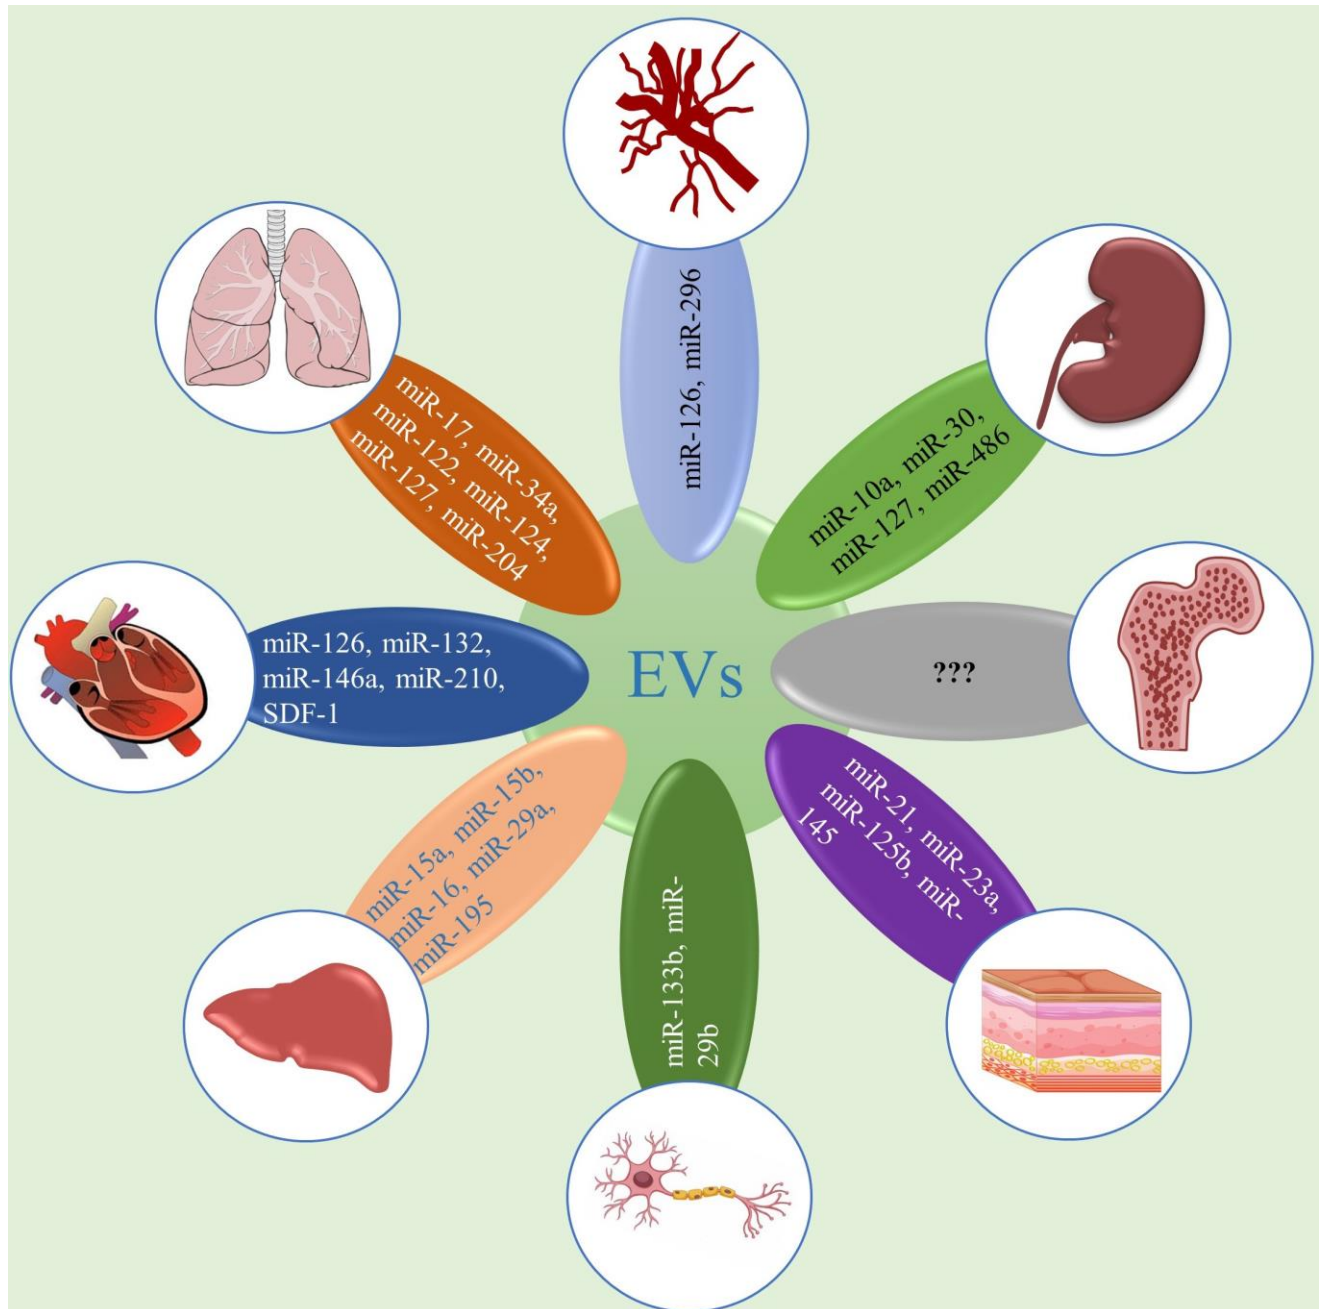 miR-126, miR-296
miR-17, miR-34a,
miR-122, miR-124,
miR-127, miR-204
miR-10a, miR-30,
miR-127, miR-486
miR-126, miR-132,
miR-146a, miR-210,
SDF-1
EVs
???
miR-15a, miR-15b,
miR-16, miR-29a,
miR-195
miR-133b, miR-
29b
miR-21, miR-23a,
miR-125b, miR-
145